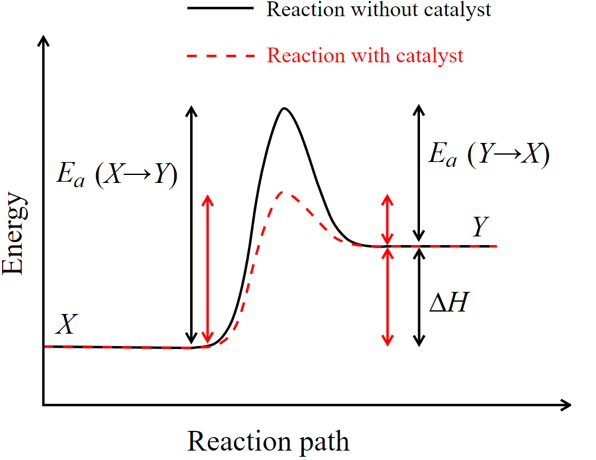 Reaction without catalyst
Reaction with catalyst
Eₐ (X→Y)
Eₐ (Y→X)
Energy
Y
X
ΔH
Reaction path